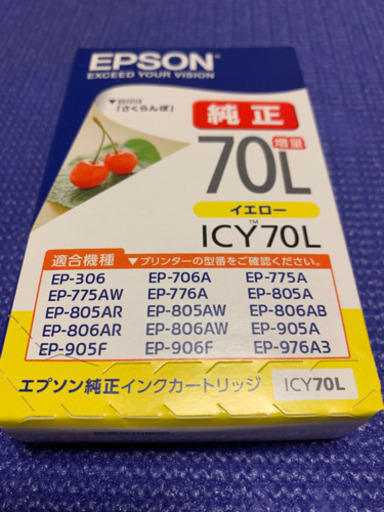 EPSON
EXCEED YOUR VISION
▼目印は
「さくらんぼ」
純正
増量
70L
イエロー
ICY70L™
適合機種 ▼プリンターの型番をご確認ください。
EP-306 EP-706A EP-775A
EP-775AW EP-776A EP-805A
EP-805AR EP-805AW EP-806AB
EP-806AR EP-806AW EP-905A
EP-905F EP-906F EP-976A3
エプソン純正インクカートリッジ ICY70L